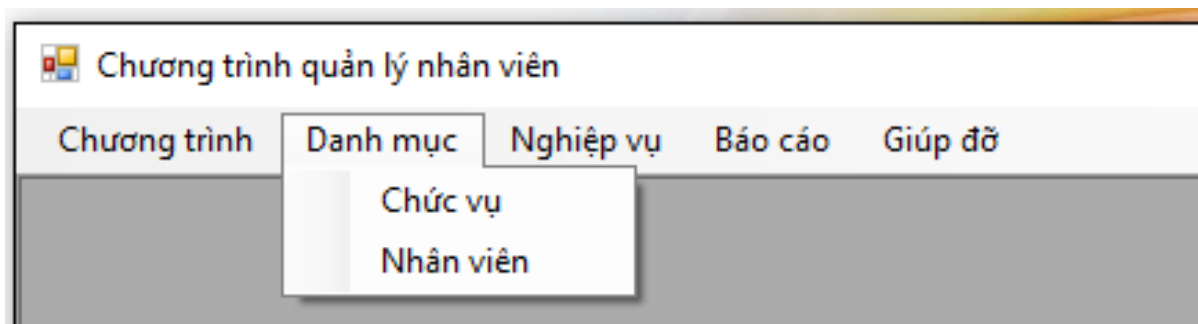 Chương trình quản lý nhân viên
Chương trình Danh mục Nghiệp vụ Báo cáo Giúp đỡ
Chức vụ
Nhân viên